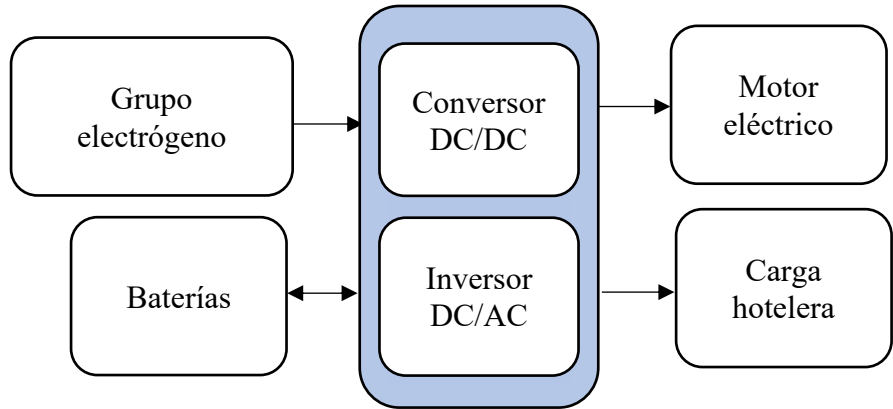 Grupo
electrógeno
Conversor
DC/DC
Motor
eléctrico
Baterías
Inversor
DC/AC
Carga
hotelera